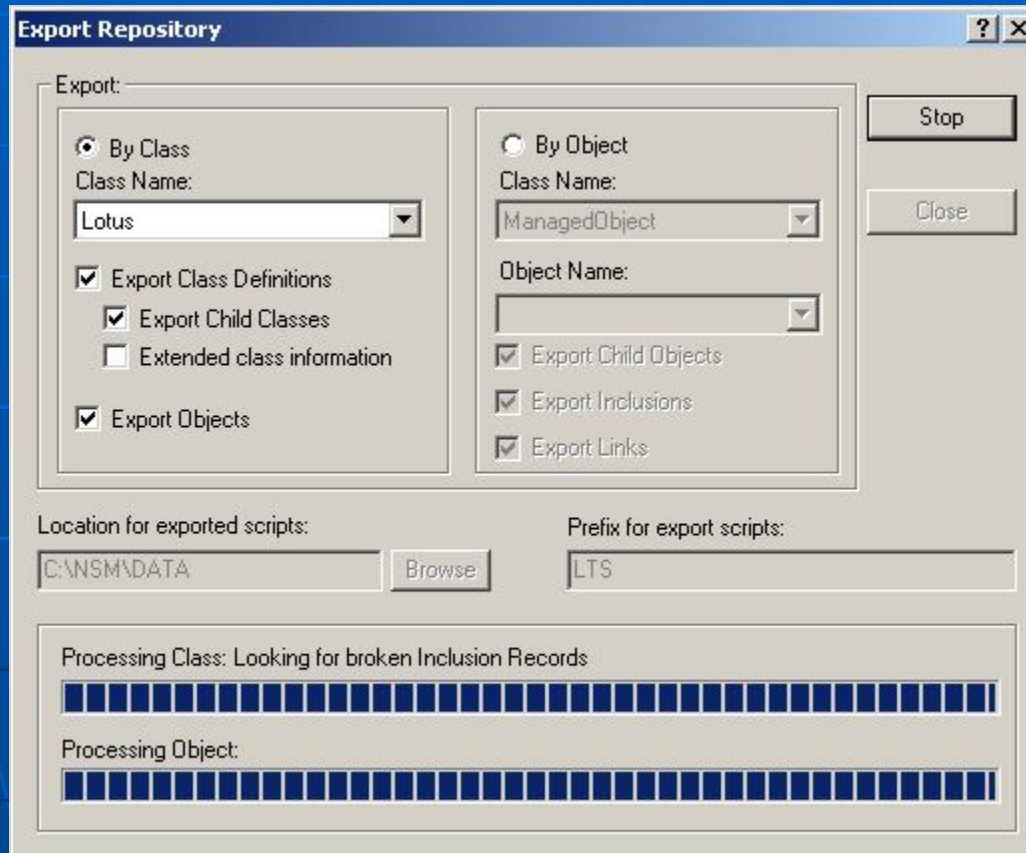 Export Repository
Export:
By Class
Class Name:
Lotus
Export Class Definitions
Export Child Classes
Extended class information
Export Objects
By Object
Class Name:
ManagedObject
Object Name:
Export Child Objects
Export Inclusions
Export Links
Stop
Close
Location for exported scripts:
C:\NSM\DATA
Browse
Prefix for export scripts:
LTS
Processing Class: Looking for broken Inclusion Records
Processing Object: